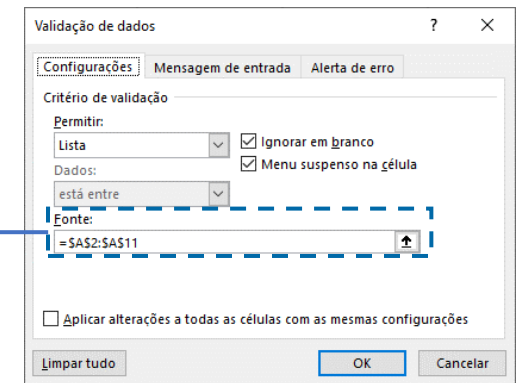 Validação de dados ? ×
Configurações Mensagem de entrada Alerta de erro
Critério de validação
Permitir:
Lista
Ignorar em branco
Menu suspenso na célula
Dados:
está entre
Fonte:
=$A$2:$A$11
Aplicar alterações a todas as células com as mesmas configurações
Limpar tudo OK Cancelar